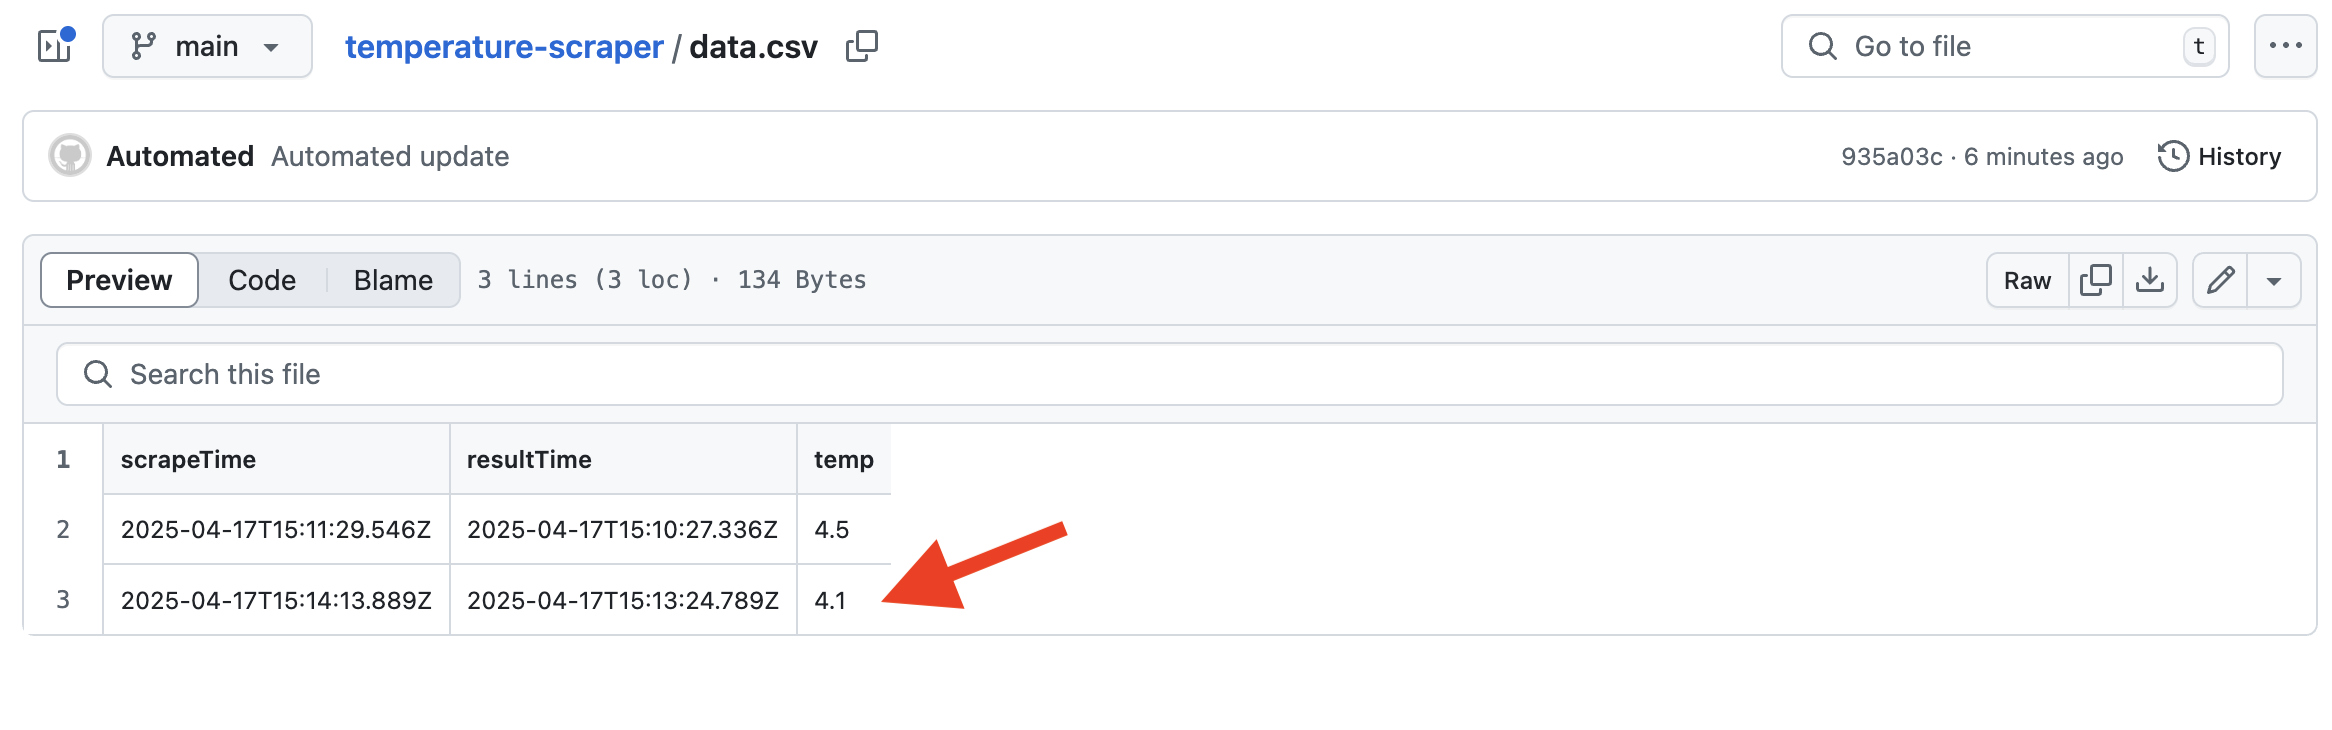 main temperature-scraper / data.csv Go to file t
Automated Automated update 935a03c · 6 minutes ago History
Preview Code Blame 3 lines (3 loc) · 134 Bytes Raw
Search this file
1 scrapeTime resultTime temp
2 2025-04-17T15:11:29.546Z 2025-04-17T15:10:27.336Z 4.5
3 2025-04-17T15:14:13.889Z 2025-04-17T15:13:24.789Z 4.1